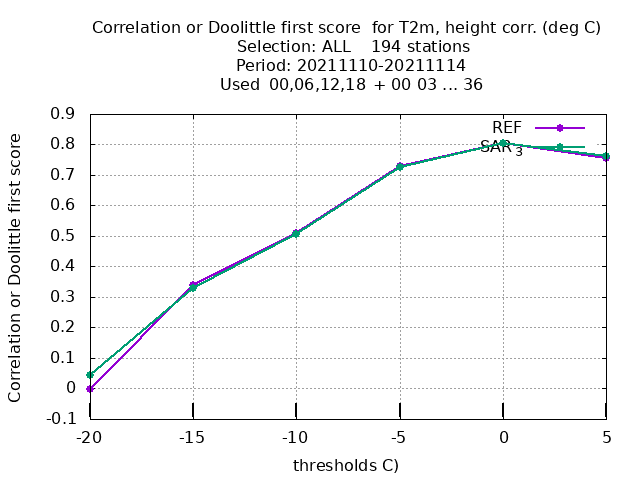 Correlation or Doolittle first score  for T2m, height corr. (deg C)
Selection: ALL    194 stations
Period: 20211110-20211114
Used  00,06,12,18  + 00 03 ... 36
Correlation or Doolittle first score
0.9
0.8
0.7
0.6
0.5
0.4
0.3
0.2
0.1
0
-0.1
REF
SAR3
-20 -15 -10 -5 0 5
thresholds C)